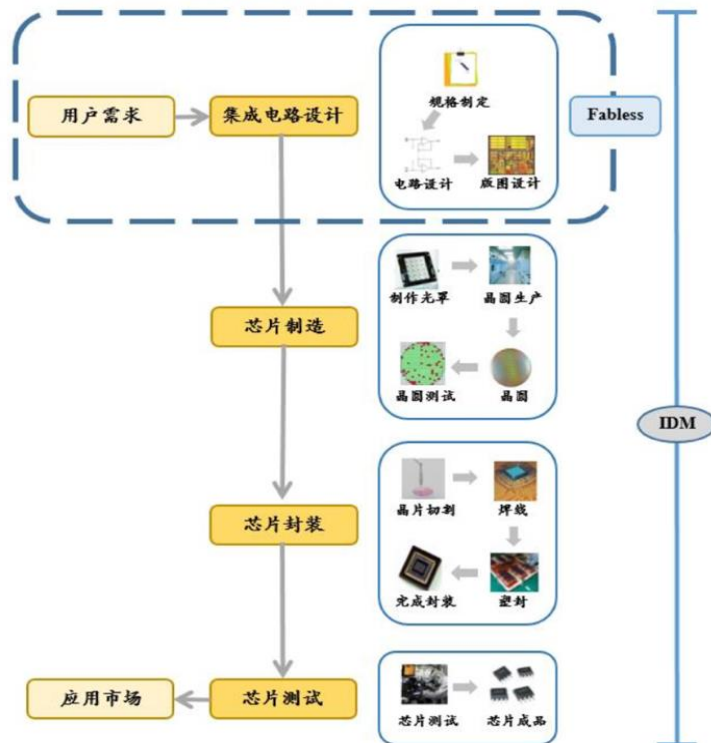 用户需求
集成电路设计
规格制定
电路设计
版图设计
Fabless
芯片制造
制作光罩
晶圆生产
晶圆测试
晶圆
IDM
芯片封装
晶片切割
焊线
完成封装
塑封
应用市场
芯片测试
芯片测试
芯片成品